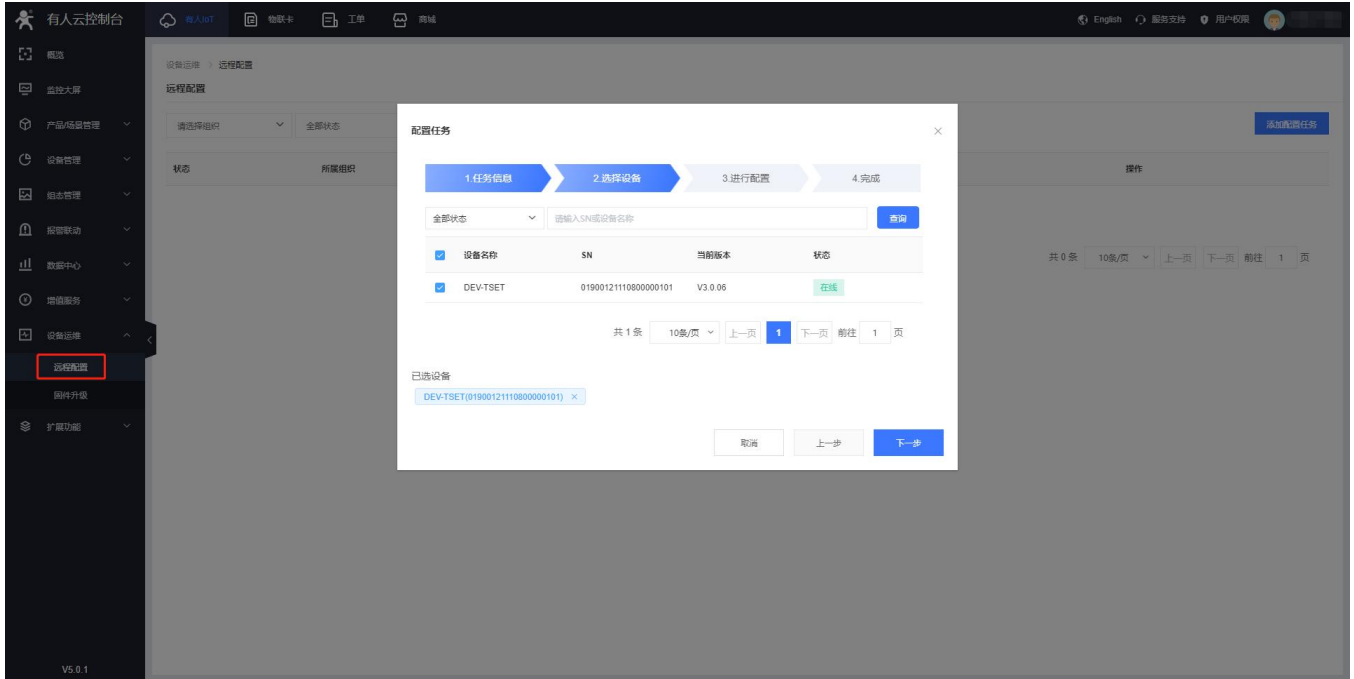 有人云控制台
有人IoT
物联卡
工单
商城
English
服务支持
用户权限
概览
监控大屏
产品/场景管理
设备管理
组态管理
报警联动
数据中心
增值服务
设备运维
远程配置
固件升级
扩展功能
V5.0.1
设备运维 > 远程配置
远程配置
请选择组织
全部状态
添加配置任务
状态
所属组织
操作
共 0 条 10条/页 上一页 下一页 前往 1 页
配置任务
1.任务信息
2.选择设备
3.进行配置
4.完成
全部状态
请输入SN或设备名称
查询
设备名称 SN 当前版本 状态
DEV-TSET 01900121110800000101 V3.0.06 在线
共 1 条 10条/页 上一页 1 下一页 前往 1 页
已选设备
DEV-TSET(01900121110800000101) ×
取消
上一步
下一步